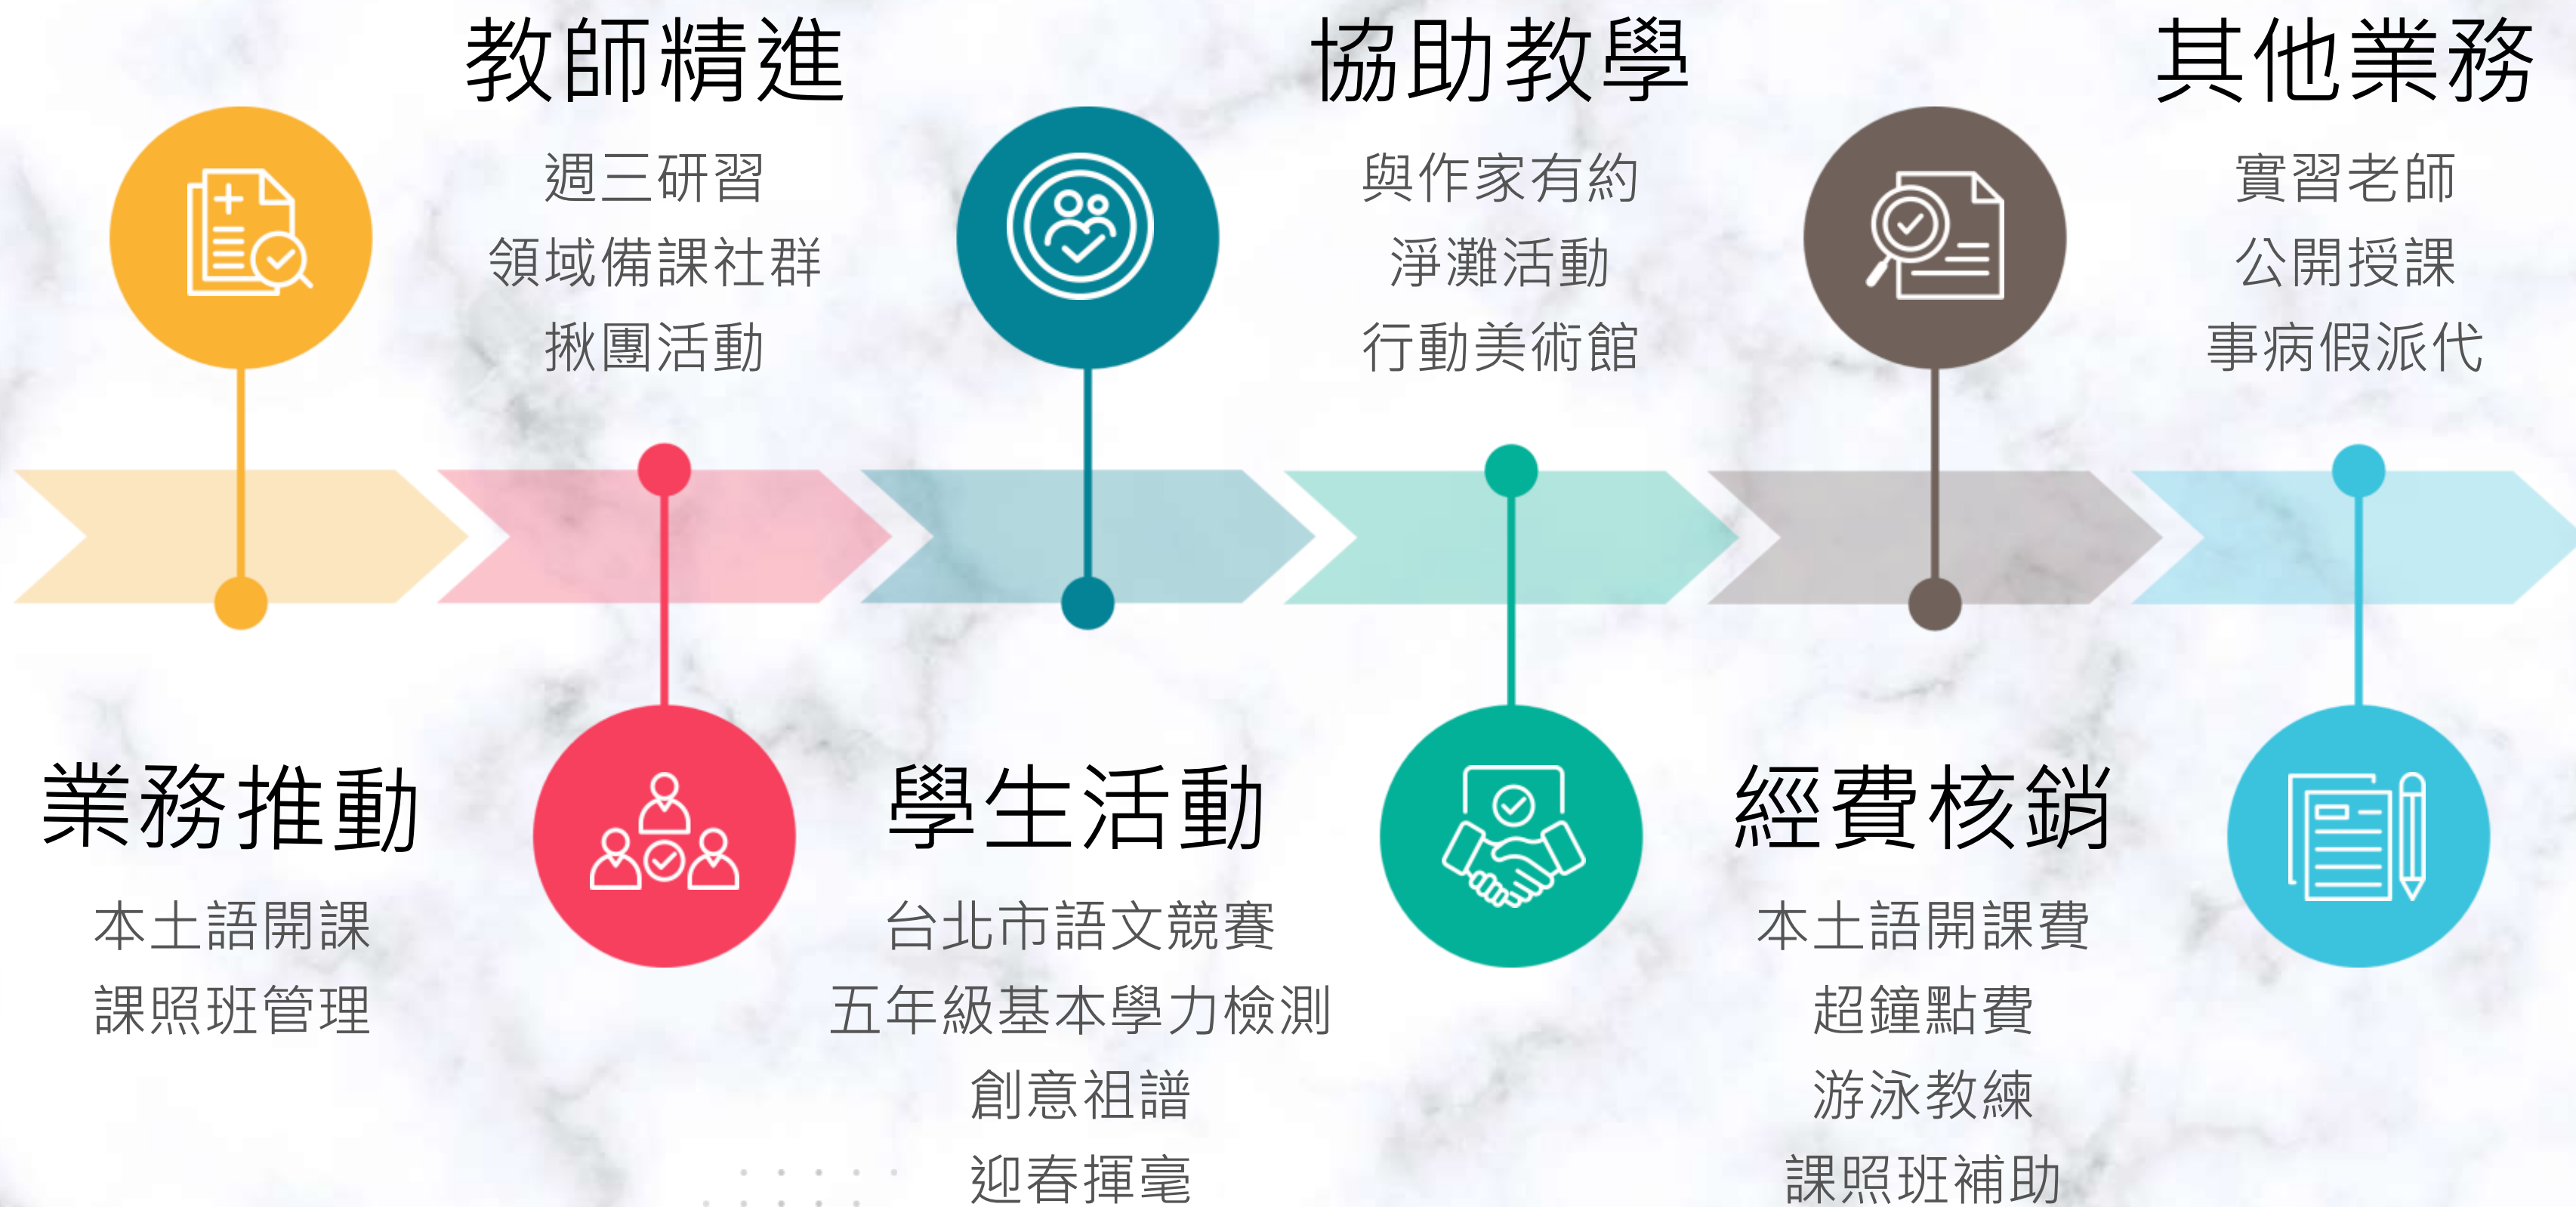 業務推動
本土語開課
課照班管理
教師精進
週三研習
領域備課社群
揪團活動
學生活動
台北市語文競賽
五年級基本學力檢測
創意祖譜
迎春揮毫
協助教學
與作家有約
淨灘活動
行動美術館
經費核銷
本土語開課費
超鐘點費
游泳教練
課照班補助
其他業務
實習老師
公開授課
事病假派代